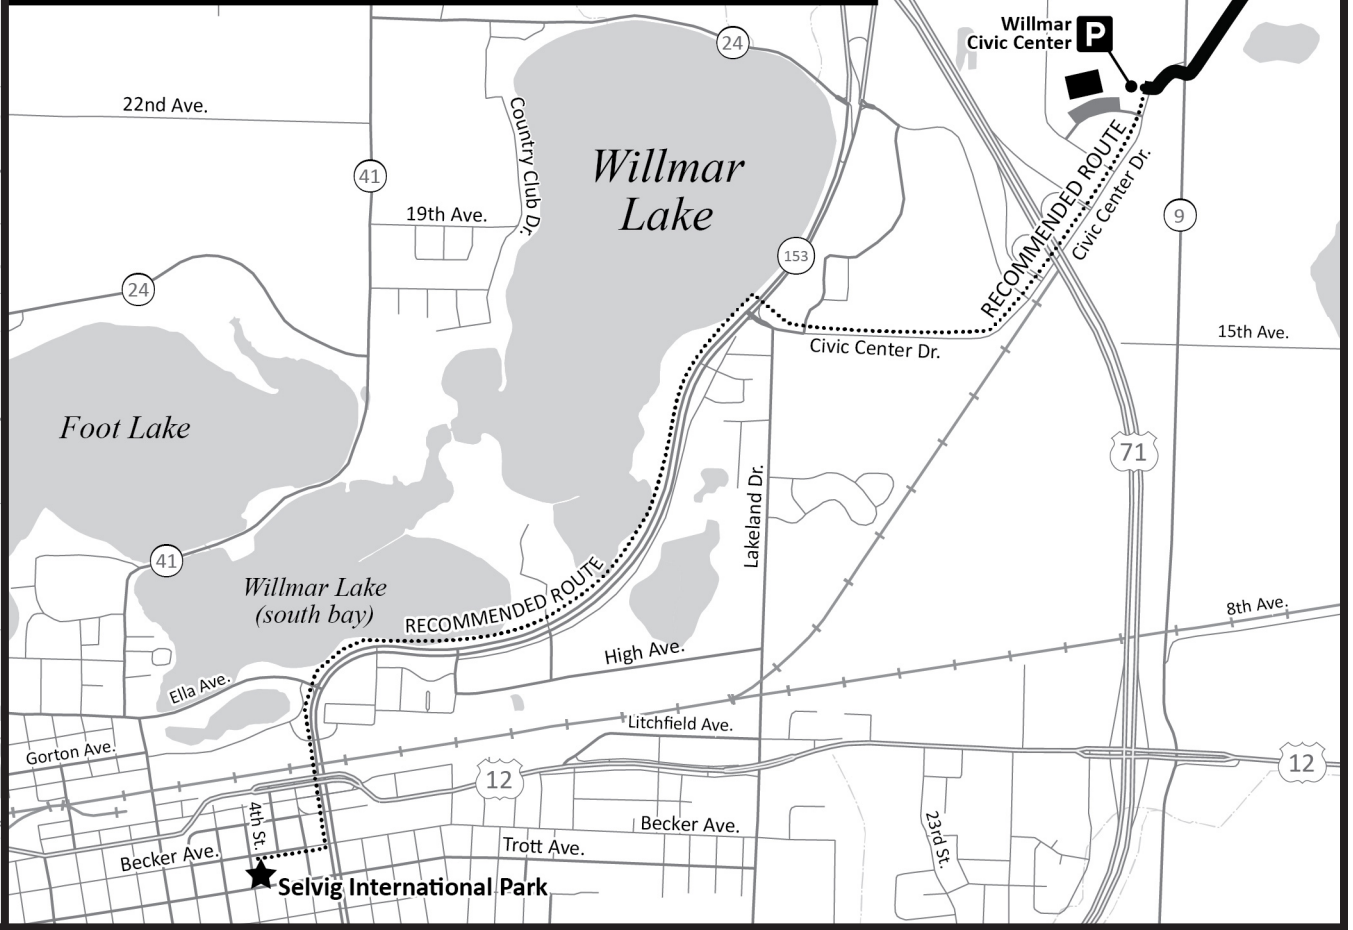 Willmar
Civic Center
P
24
22nd Ave.
Country Club Dr.
Willmar
Lake
41
19th Ave.
RECOMMENDED ROUTE
Civic Center Dr.
9
153
24
15th Ave.
Civic Center Dr.
Foot Lake
71
Lakeland Dr.
41
Willmar Lake
(south bay)
RECOMMENDED ROUTE
8th Ave.
High Ave.
Ella Ave.
Litchfield Ave.
Gorton Ave.
12
12
4th St.
Becker Ave.
23rd St.
Trott Ave.
Becker Ave.
Selvig International Park